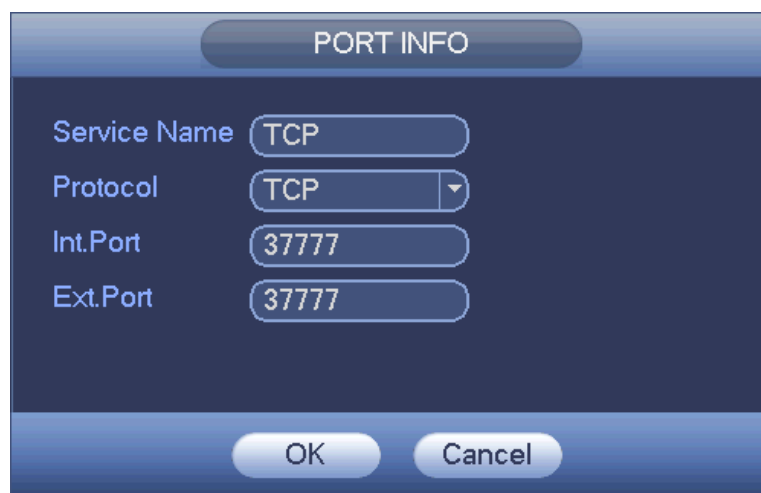 PORT INFO
Service Name TCP
Protocol TCP
Int.Port 37777
Ext.Port 37777
OK Cancel